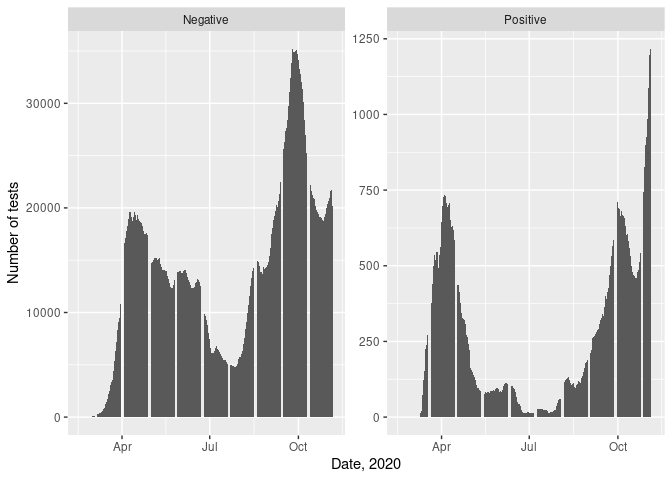 Negative
Positive
Number of tests
30000
20000
10000
0
1250
1000
750
500
250
0
Apr
Jul
Oct
Apr
Jul
Oct
Date, 2020